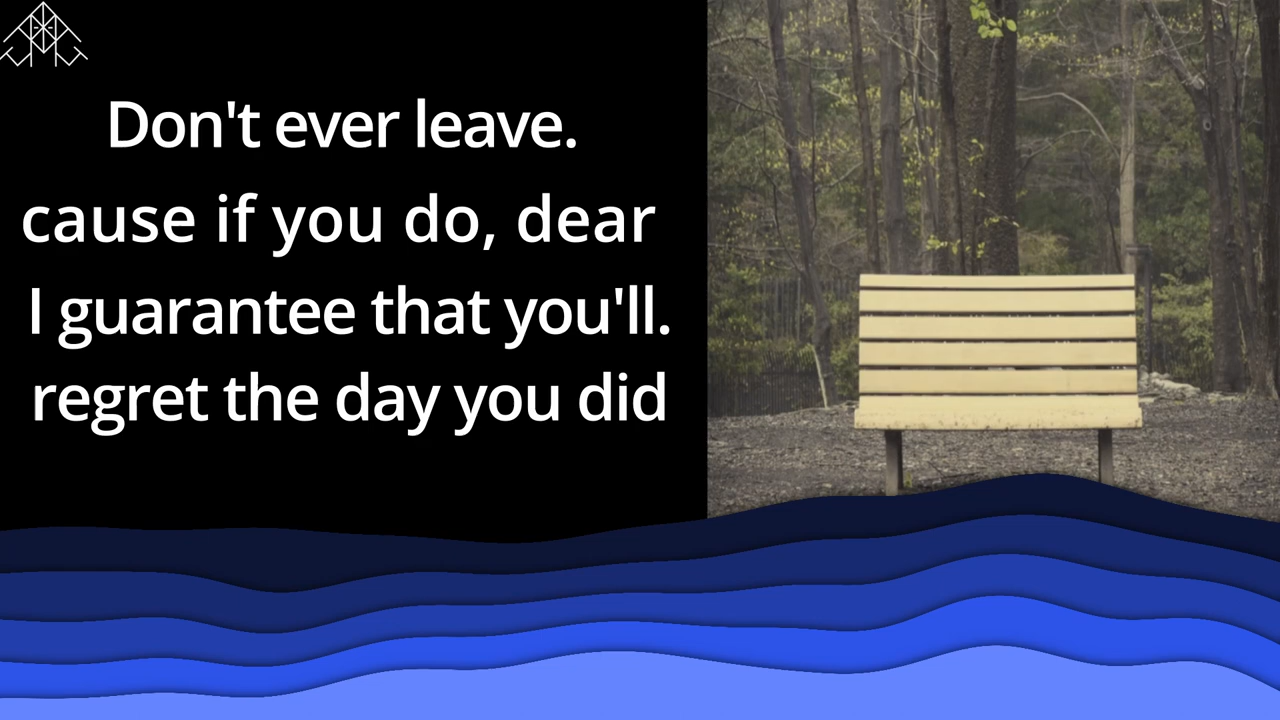 Don't ever leave.
cause if you do, dear
I guarantee that you'll.
regret the day you did